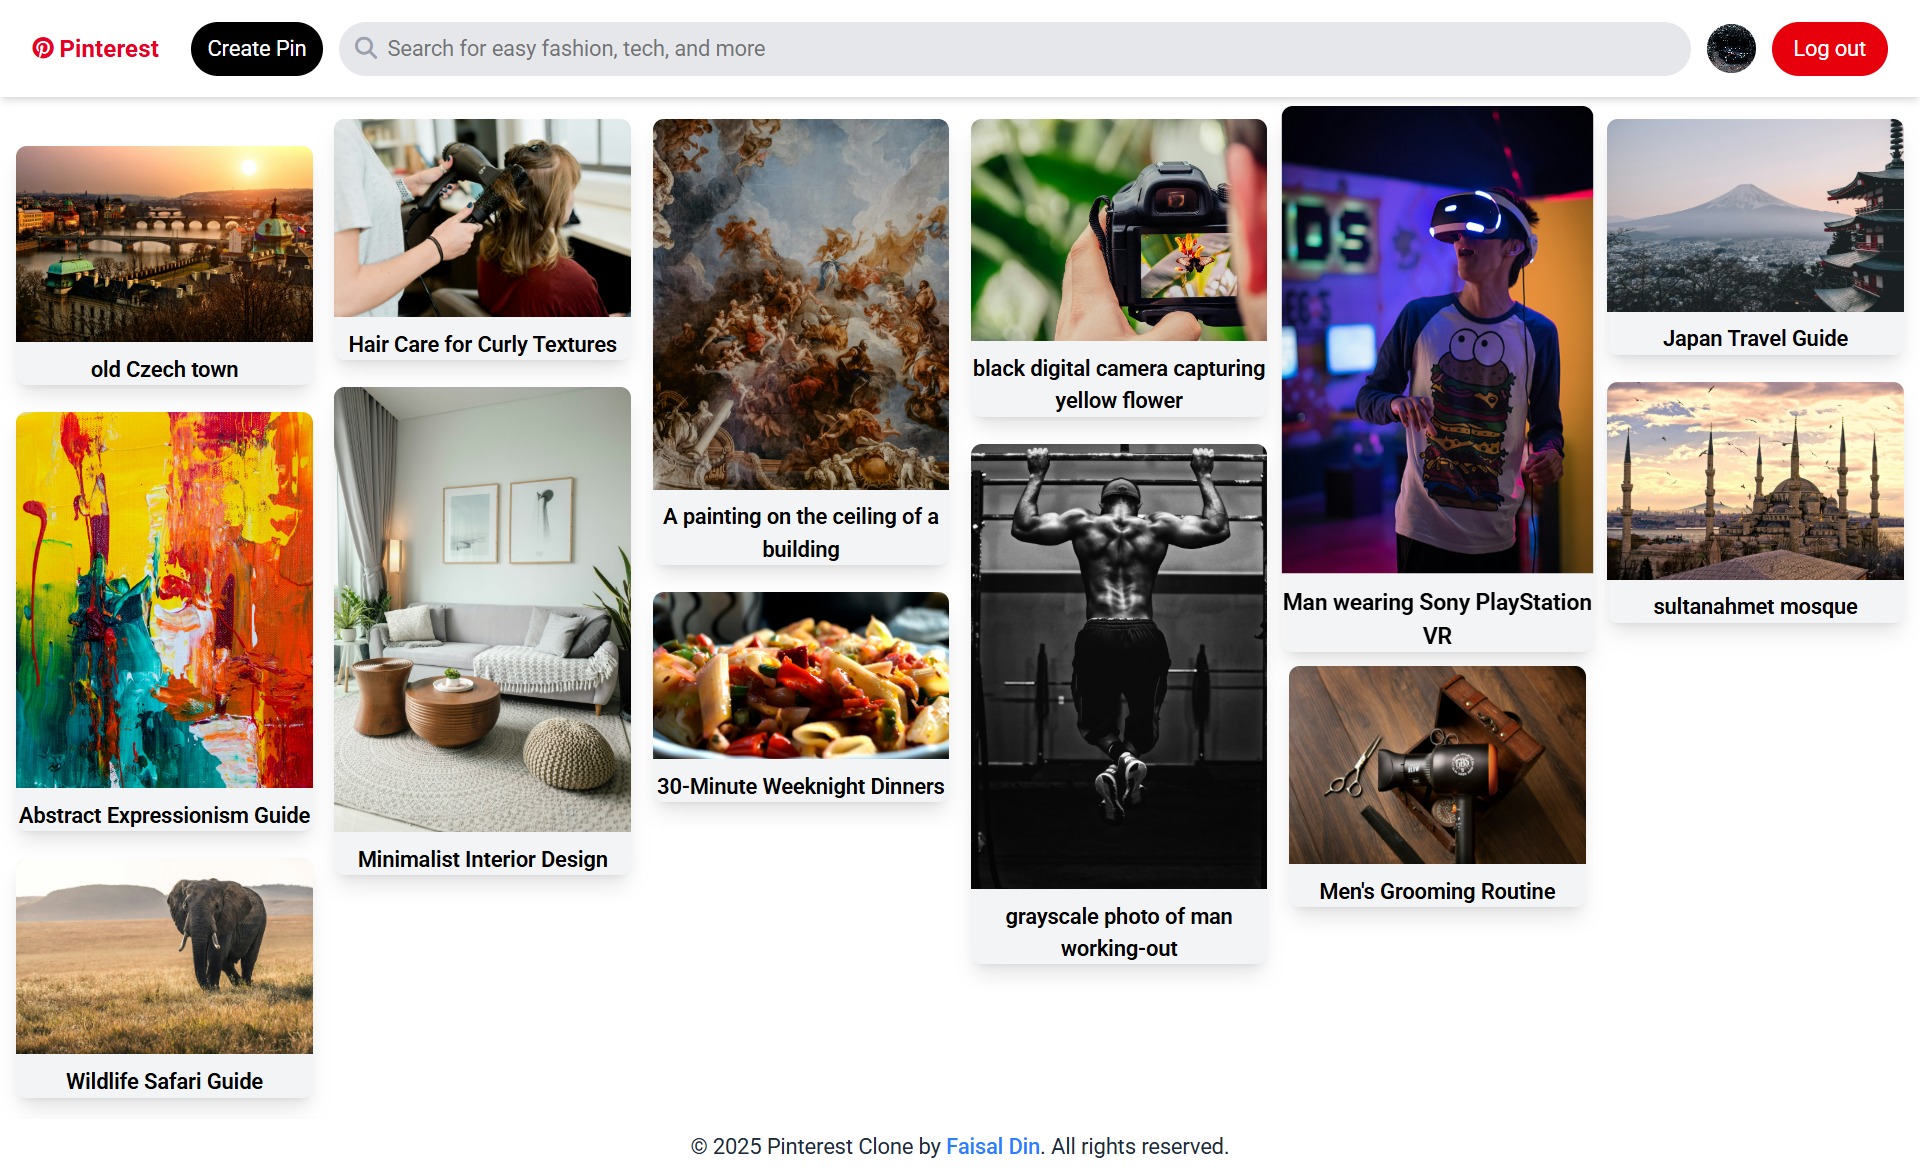 Pinterest
Create Pin
Search for easy fashion, tech, and more
Log out
old Czech town
Abstract Expressionism Guide
Wildlife Safari Guide
Hair Care for Curly Textures
Minimalist Interior Design
A painting on the ceiling of a
building
30-Minute Weeknight Dinners
black digital camera capturing
yellow flower
grayscale photo of man
working-out
Man wearing Sony PlayStation
VR
Men's Grooming Routine
Japan Travel Guide
sultanahmet mosque
© 2025 Pinterest Clone by Faisal Din. All rights reserved.